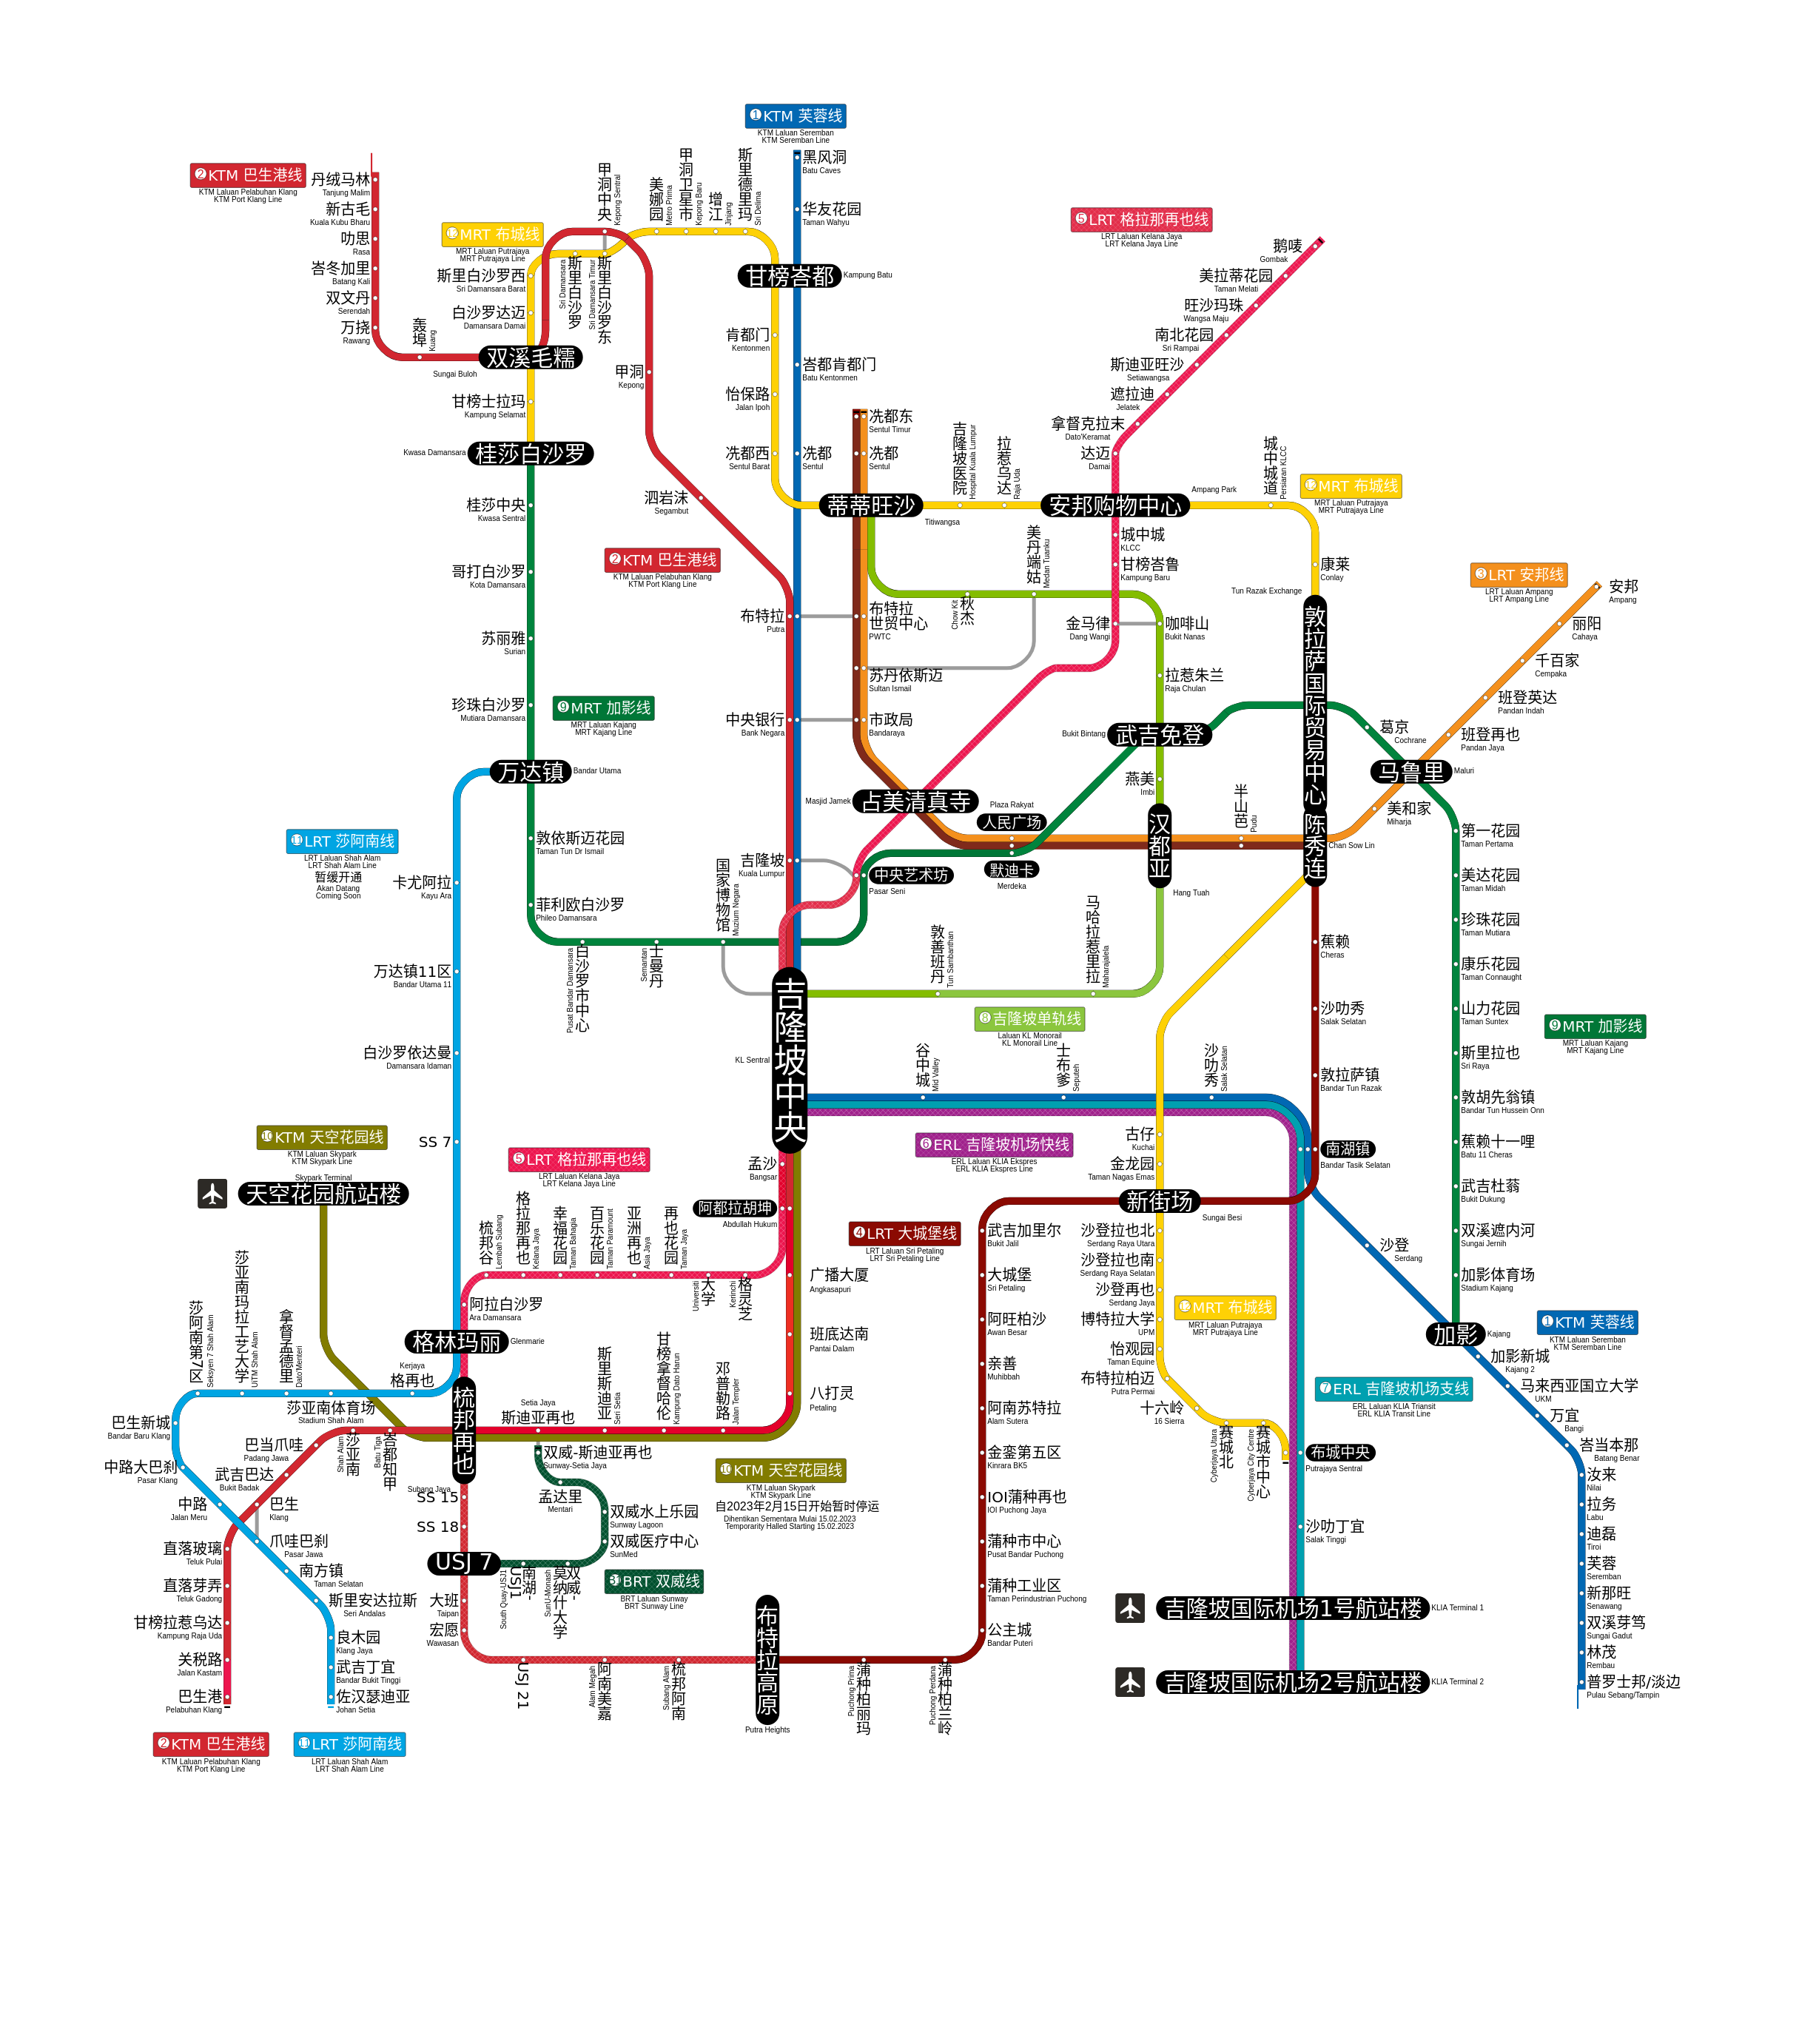 ❶KTM 芙蓉线
KTM Laluan Seremban
KTM Seremban Line
黑风洞
Batu Caves
华友花园
Taman Wahyu
甘榜峇都
Kampung Batu
肯都门
Kentonmen
峇都肯都门
Batu Kentonmen
怡保路
Jalan Ipoh
冼都西
Sentul Barat
冼都
Sentul
冼都东
Sentul Timur
冼都
Sentul
❷KTM 巴生港线
KTM Laluan Pelabuhan Klang
KTM Port Klang Line
丹绒马林
Tanjung Malim
新古毛
Kuala Kubu Bharu
叻思
Rasa
峇冬加里
Batang Kali
双文丹
Serendah
万挠
Rawang
轰埠
Kuang
双溪毛糯
Sungai Buloh
⓬MRT 布城线
MRT Laluan Putrajaya
MRT Putrajaya Line
斯里白沙罗西
Sri Damansara Barat
白沙罗达迈
Damansara Damai
斯里白沙罗
Sri Damansara
斯里白沙罗东
Sri Damansara Timur
甲洞中央
Kepong Sentral
美娜园
Metro Prima
甲洞卫星市
Kepong Baru
增江
Jinjang
斯里德里玛
Sri Delima
甲洞
Kepong
甘榜士拉玛
Kampung Selamat
Kwasa Damansara
桂莎白沙罗
泗岩沫
Segambut
❷KTM 巴生港线
KTM Laluan Pelabuhan Klang
KTM Port Klang Line
桂莎中央
Kwasa Sentral
哥打白沙罗
Kota Damansara
苏丽雅
Surian
珍珠白沙罗
Mutiara Damansara
❾MRT 加影线
MRT Laluan Kajang
MRT Kajang Line
万达镇
Bandar Utama
敦依斯迈花园
Taman Tun Dr Ismail
菲利欧白沙罗
Phileo Damansara
白沙罗市中心
Pusat Bandar Damansara
士曼丹
Semantan
国家博物馆
Muzium Negara
❺LRT 格拉那再也线
LRT Laluan Kelana Jaya
LRT Kelana Jaya Line
鹅唛
Gombak
美拉蒂花园
Taman Melati
旺沙玛珠
Wangsa Maju
南北花园
Sri Rampai
斯迪亚旺沙
Setiawangsa
遮拉迪
Jelatek
拿督克拉末
Dato'Keramat
达迈
Damai
蒂蒂旺沙
Titiwangsa
吉隆坡医院
Hospital Kuala Lumpur
拉惹乌达
Raja Uda
安邦购物中心
Ampang Park
城中城道
Persiaran KLCC
⓬MRT 布城线
MRT Laluan Putrajaya
MRT Putrajaya Line
城中城
KLCC
甘榜峇鲁
Kampung Baru
美丹端姑
Medan Tuanku
秋杰
Chow Kit
金马律
Dang Wangi
咖啡山
Bukit Nanas
拉惹朱兰
Raja Chulan
康莱
Conlay
Tun Razak Exchange
敦拉萨国际贸易中心
❸LRT 安邦线
LRT Laluan Ampang
LRT Ampang Line
安邦
Ampang
丽阳
Cahaya
千百家
Cempaka
班登英达
Pandan Indah
班登再也
Pandan Jaya
葛京
Cochrane
马鲁里
Maluri
美和家
Miharja
布特拉
Putra
布特拉
世贸中心
PWTC
苏丹依斯迈
Sultan Ismail
中央银行
Bank Negara
市政局
Bandaraya
Masjid Jamek
占美清真寺
Bukit Bintang
武吉免登
燕美
Imbi
Plaza Rakyat
人民广场
默迪卡
Merdeka
汉都亚
Hang Tuah
半山芭
Pudu
陈秀连
Chan Sow Lin
吉隆坡
Kuala Lumpur
中央艺术坊
Pasar Seni
敦善班丹
Tun Sambanthan
马哈拉惹里拉
Maharajalela
❽吉隆坡单轨线
Laluan KL Monorail
KL Monorail Line
KL Sentral
吉隆坡中央
第一花园
Taman Pertama
美达花园
Taman Midah
珍珠花园
Taman Mutiara
康乐花园
Taman Connaught
山力花园
Taman Suntex
斯里拉也
Sri Raya
敦胡先翁镇
Bandar Tun Hussein Onn
蕉赖十一哩
Batu 11 Cheras
武吉杜蓊
Bukit Dukung
双溪遮内河
Sungai Jernih
加影体育场
Stadium Kajang
加影
Kajang
❾MRT 加影线
MRT Laluan Kajang
MRT Kajang Line
蕉赖
Cheras
沙叻秀
Salak Selatan
敦拉萨镇
Bandar Tun Razak
南湖镇
Bandar Tasik Selatan
谷中城
Mid Valley
士布爹
Seputeh
沙叻秀
Salak Selatan
❻ERL 吉隆坡机场快线
ERL Laluan KLIA Ekspres
ERL KLIA Ekspres Line
古仔
Kuchai
金龙园
Taman Nagas Emas
新街场
Sungai Besi
沙登拉也北
Serdang Raya Utara
沙登拉也南
Serdang Raya Selatan
沙登再也
Serdang Jaya
博特拉大学
UPM
怡观园
Taman Equine
布特拉柏迈
Putra Permai
十六岭
16 Sierra
赛城北
Cyberjaya Utara
赛城市中心
Cyberjaya City Centre
布城中央
Putrajaya Sentral
⓬MRT 布城线
MRT Laluan Putrajaya
MRT Putrajaya Line
沙登
Serdang
❶KTM 芙蓉线
KTM Laluan Seremban
KTM Seremban Line
加影新城
Kajang 2
马来西亚国立大学
UKM
万宜
Bangi
峇当本那
Batang Benar
汝来
Nilai
拉务
Labu
迪磊
Tiroi
芙蓉
Seremban
新那旺
Senawang
双溪芽笃
Sungai Gadut
林茂
Rembau
普罗士邦/淡边
Pulau Sebang/Tampin
❼ERL 吉隆坡机场支线
ERL Laluan KLIA Transit
ERL KLIA Transit Line
沙叻丁宜
Salak Tinggi
吉隆坡国际机场1号航站楼
KLIA Terminal 1
吉隆坡国际机场2号航站楼
KLIA Terminal 2
⓫LRT 莎阿南线
LRT Laluan Shah Alam
LRT Shah Alam Line
暂缓开通
Akan Datang
Coming Soon
卡尤阿拉
Kayu Ara
万达镇11区
Bandar Utama 11
白沙罗依达曼
Damansara Idaman
SS 7
❿KTM 天空花园线
KTM Laluan Skypark
KTM Skypark Line
Skypark Terminal
天空花园航站楼
❺LRT 格拉那再也线
LRT Laluan Kelana Jaya
LRT Kelana Jaya Line
孟沙
Bangsar
阿都拉胡坤
Abdullah Hukum
梳邦谷
Lembah Subang
格拉那再也
Kelana Jaya
幸福花园
Taman Bahagia
百乐花园
Taman Paramount
亚洲再也
Asia Jaya
再也花园
Taman Jaya
大学
Universiti
格灵芝
Kerinchi
阿拉白沙罗
Ara Damansara
格林玛丽
Glenmarie
广播大厦
Angkasapuri
班底达南
Pantai Dalam
八打灵
Petaling
邓普勒路
Jalan Templer
甘榜拿督哈伦
Kampung Dato Harun
斯里斯迪亚
Seri Setia
Setia Jaya
斯迪亚再也
梳邦再也
Subang Jaya
Kerjaya
格再也
莎亚南体育场
Stadium Shah Alam
拿督孟德里
Dato'Menteri
莎亚南玛拉工艺大学
UiTM Shah Alam
莎阿南第7区
Seksyen 7 Shah Alam
巴生新城
Bandar Baru Klang
中路大巴刹
Pasar Klang
中路
Jalan Meru
峇都知甲
Batu Tiga
莎亚南
Shah Alam
巴当爪哇
Padang Jawa
武吉巴达
Bukit Badak
巴生
Klang
爪哇巴刹
Pasar Jawa
南方镇
Taman Selatan
斯里安达拉斯
Seri Andalas
良木园
Klang Jaya
武吉丁宜
Bandar Bukit Tinggi
佐汉瑟迪亚
Johan Setia
直落玻璃
Teluk Pulai
直落芽弄
Teluk Gadong
甘榜拉惹乌达
Kampung Raja Uda
关税路
Jalan Kastam
巴生港
Pelabuhan Klang
❷KTM 巴生港线
KTM Laluan Pelabuhan Klang
KTM Port Klang Line
⓫LRT 莎阿南线
LRT Laluan Shah Alam
LRT Shah Alam Line
SS 15
SS 18
USJ 7
大班
Taipan
宏愿
Wawasan
USJ 21
阿南美嘉
Alam Megah
梳邦阿南
Subang Alam
布特拉高原
Putra Heights
双威-斯迪亚再也
Sunway-Setia Jaya
孟达里
Mentari
双威水上乐园
Sunway Lagoon
双威医疗中心
SunMed
双威-
莫纳什大学
SunU-Monash
南湖-
USJ1
South Quay-USJ1
❿KTM 天空花园线
KTM Laluan Skypark
KTM Skypark Line
自2023年2月15日开始暂时停运
Dihentikan Sementara Mulai 15.02.2023
Temporarity Halled Starting 15.02.2023
BRT 双威线
BRT Laluan Sunway
BRT Sunway Line
❹LRT 大城堡线
LRT Laluan Sri Petaling
LRT Sri Petaling Line
武吉加里尔
Bukit Jalil
大城堡
Sri Petaling
阿旺柏沙
Awan Besar
亲善
Muhibbah
阿南苏特拉
Alam Sutera
金銮第五区
Kinrara BK5
IOI蒲种再也
IOI Puchong Jaya
蒲种市中心
Pusat Bandar Puchong
蒲种工业区
Taman Perindustrian Puchong
公主城
Bandar Puteri
蒲种柏兰岭
Puchong Perdana
蒲种柏丽玛
Puchong Prima